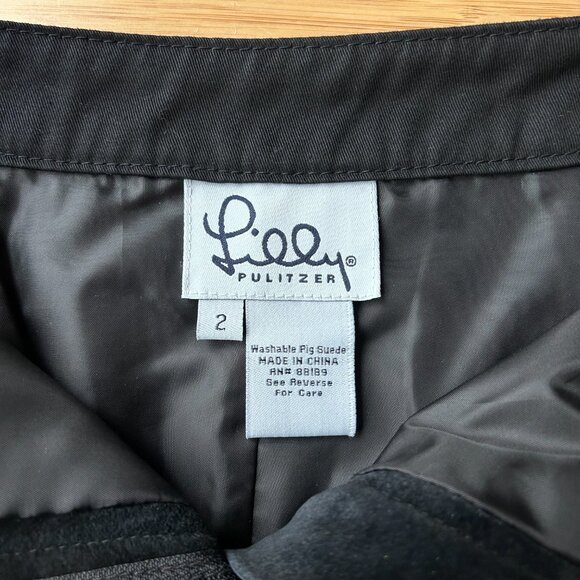 Lilly®
PULITZER
2
Washable Pig Suede
MADE IN CHINA
RN# 88189
See Reverse
For Care